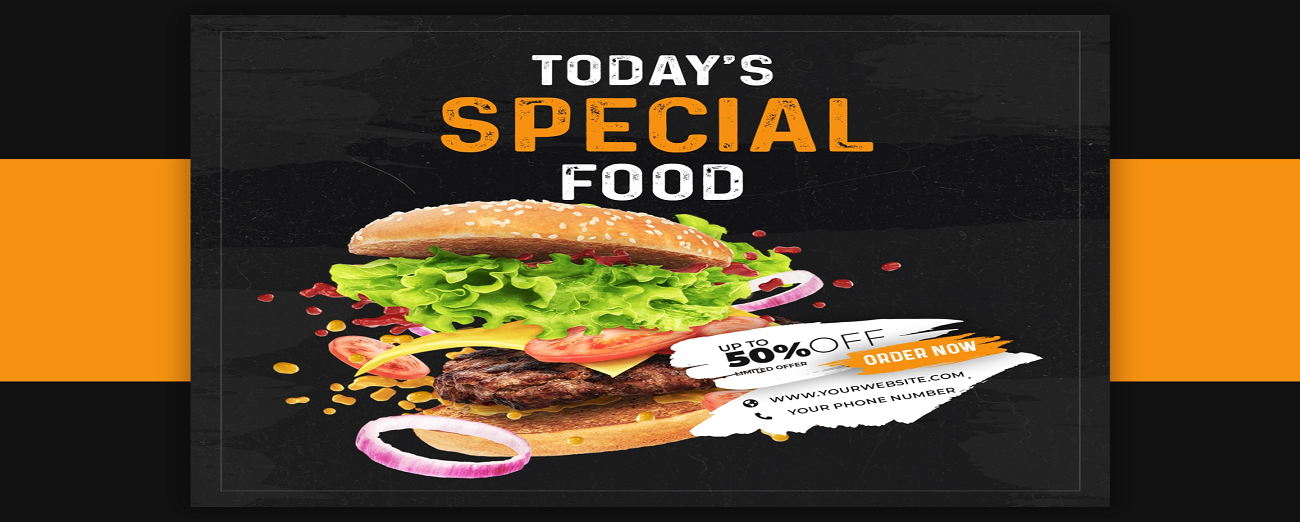 TODAY'S
SPECIAL
FOOD
UP TO
50% OFF
LIMITED OFFER
ORDER NOW
WWW.YOURWEBSITE.COM
YOUR PHONE NUMBER